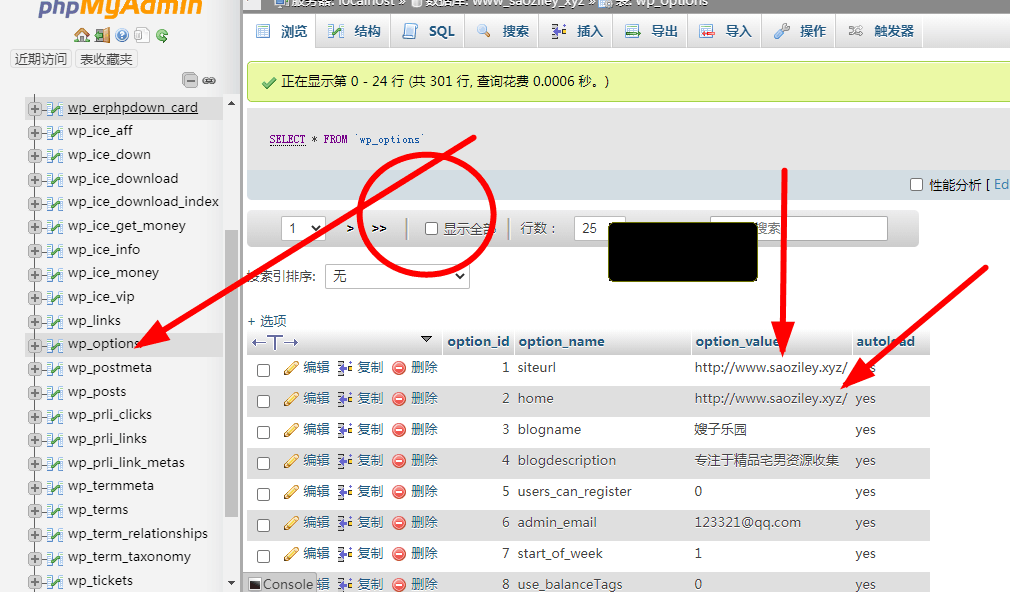 phpMyAdmin
近期访问 表收藏夹
wp_erphpdown_card
wp_ice_aff
wp_ice_down
wp_ice_download
wp_ice_download_index
wp_ice_get_money
wp_ice_info
wp_ice_money
wp_ice_vip
wp_links
wp_options
wp_postmeta
wp_posts
wp_prli_clicks
wp_prli_links
wp_prli_link_metas
wp_termmeta
wp_terms
wp_term_relationships
wp_term_taxonomy
wp_tickets
服务器: localhost » 数据库: www_saoziley_xyz » 表: wp_options
浏览 结构 SQL 搜索 插入 导出 导入 操作 触发器
正在显示第 0 - 24 行 (共 301 行, 查询花费 0.0006 秒。)
SELECT * FROM `wp_options`
性能分析 [ Ed
1 > >> 显示全部 行数： 25 搜索
按索引排序: 无
+ 选项
←T→ option_id option_name option_value autoload
编辑 复制 删除 1 siteurl http://www.saoziley.xyz/ yes
编辑 复制 删除 2 home http://www.saoziley.xyz/ yes
编辑 复制 删除 3 blogname 嫂子乐园 yes
编辑 复制 删除 4 blogdescription 专注于精品宅男资源收集 yes
编辑 复制 删除 5 users_can_register 0 yes
编辑 复制 删除 6 admin_email 123321@qq.com yes
编辑 复制 删除 7 start_of_week 1 yes
Console 辑 复制 删除 8 use_balanceTags 0 yes